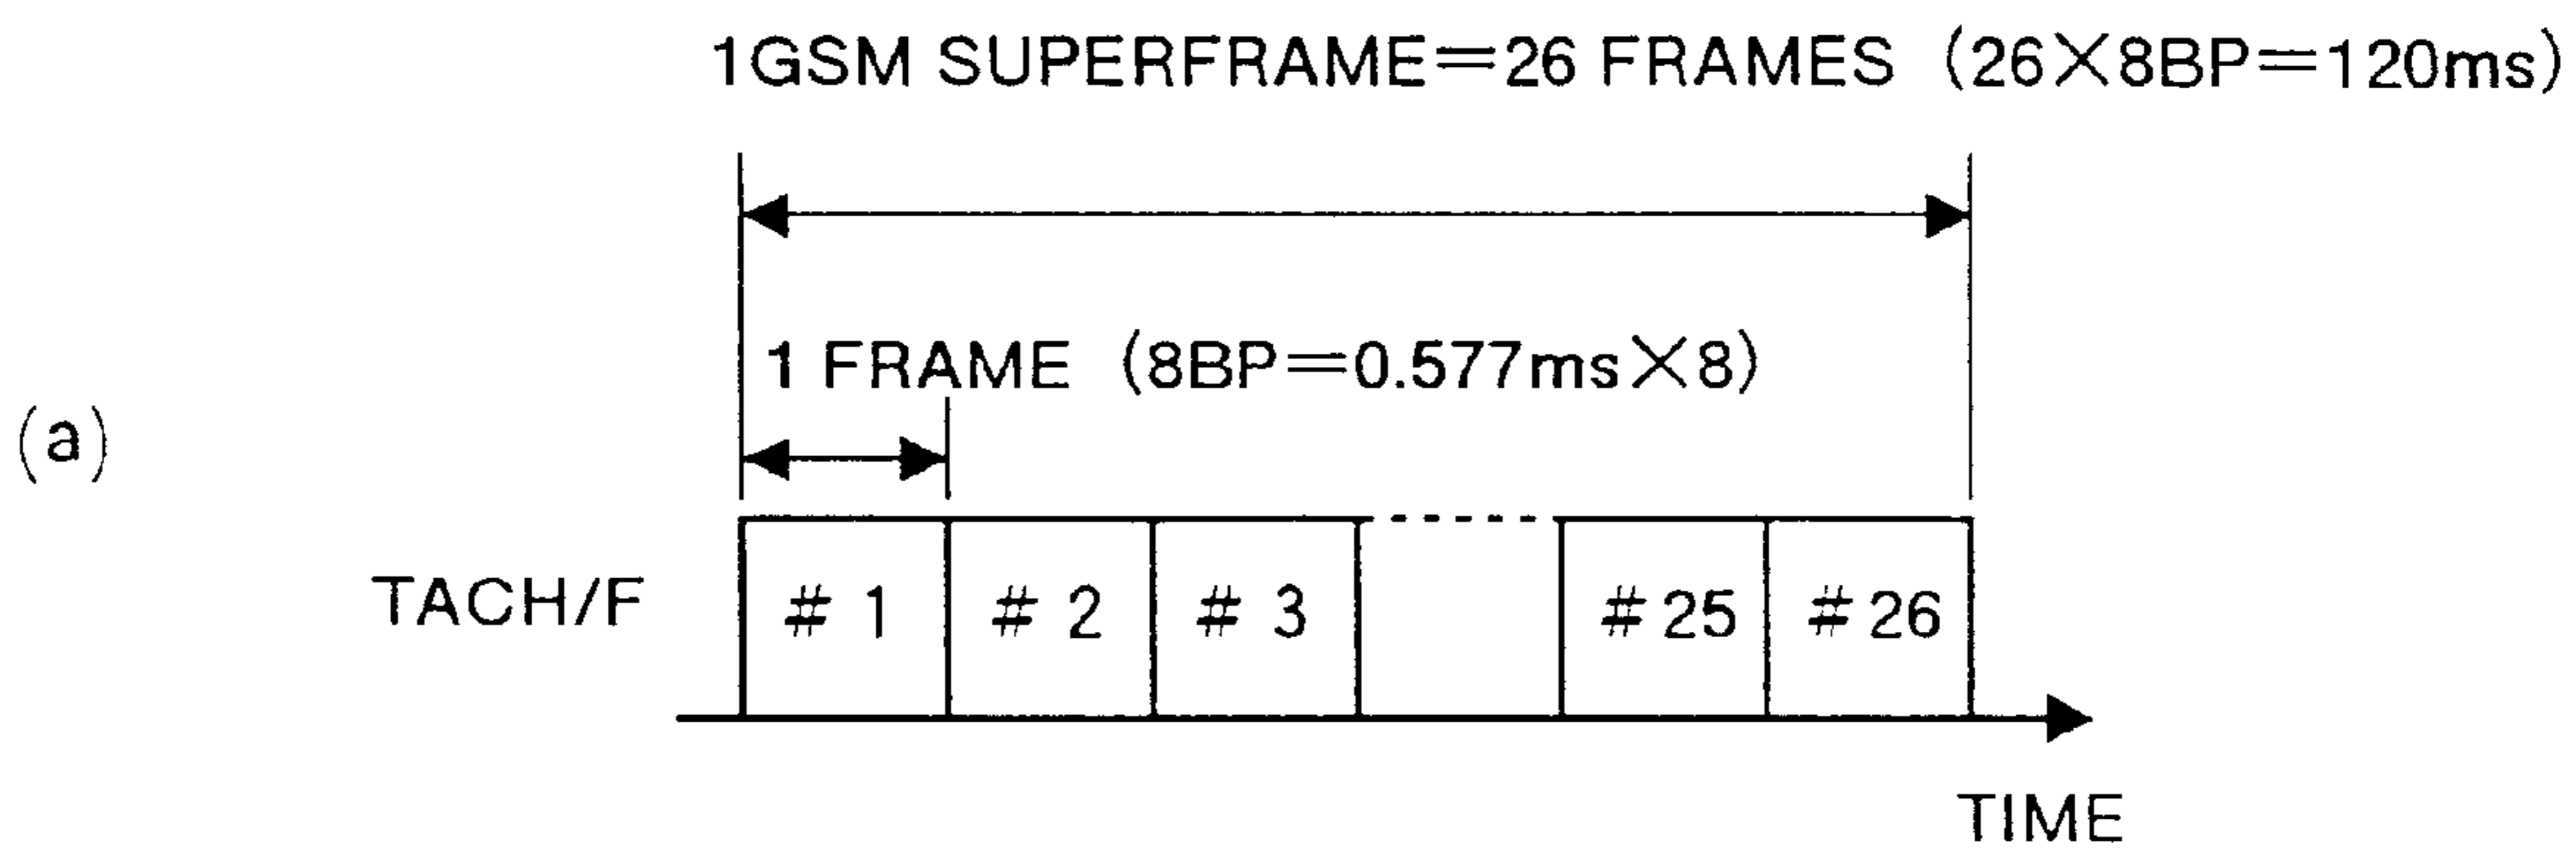 1GSM SUPERFRAME=26 FRAMES (26×8BP=120ms)
1 FRAME (8BP=0.577ms×8)
(a)
TACH/F # 1 # 2 # 3 # 25 # 26
TIME